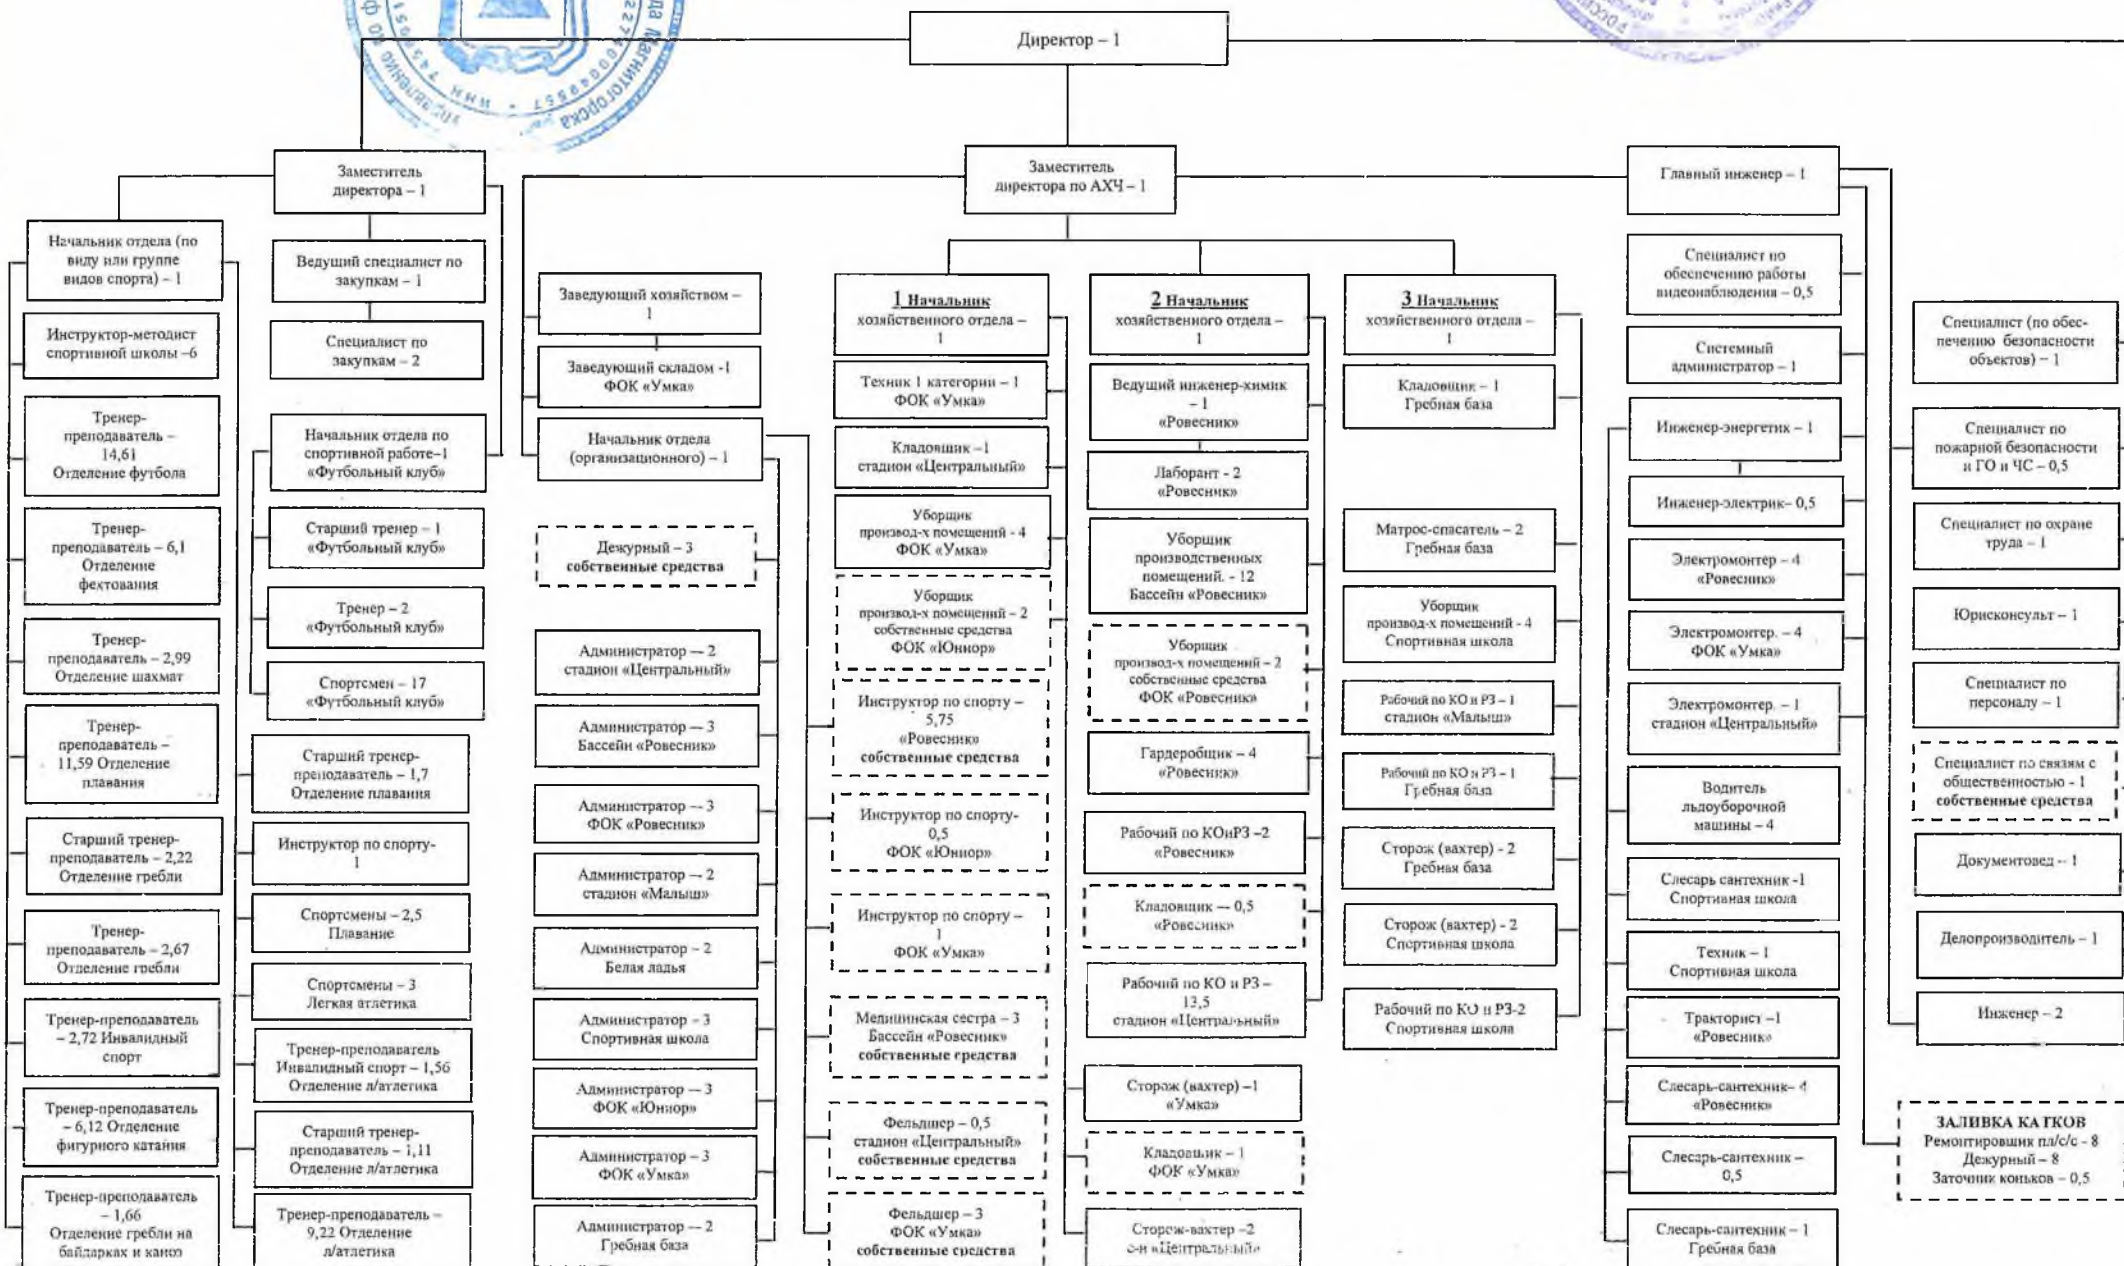 Директор – 1
Заместитель
директора – 1
Заместитель
директора по АХЧ – 1
Главный инженер – 1
Начальник отдела (по
виду или группе
видов спорта) – 1
Инструктор-методист
спортивной школы –6
Тренер-
преподаватель –
14,61
Отделение футбола
Тренер-
преподаватель – 6,1
Отделение
фехтования
Тренер-
преподаватель – 2,99
Отделение шахмат
Тренер-
преподаватель –
11,59 Отделение
плавания
Старший тренер-
преподаватель – 2,22
Отделение гребли
Тренер-
преподаватель – 2,67
Отделение гребли
Тренер-преподаватель
– 2,72 Инвалидный
спорт
Тренер-преподаватель
– 6,12 Отделение
фигурного катания
Тренер-преподаватель
– 1,66
Отделение гребли на
байдарках и каноэ
Ведущий специалист по
закупкам – 1
Специалист по
закупкам – 2
Начальник отдела по
спортивной работе–1
«Футбольный клуб»
Старший тренер – 1
«Футбольный клуб»
Тренер – 2
«Футбольный клуб»
Спортсмен – 17
«Футбольный клуб»
Старший тренер-
преподаватель – 1,7
Отделение плавания
Инструктор по спорту-
1
Спортсмены – 2,5
Плавание
Спортсмены – 3
Легкая атлетика
Тренер-преподаватель
Инвалидный спорт – 1,56
Отделение л/атлетика
Старший тренер-
преподаватель – 1,11
Отделение л/атлетика
Тренер-преподаватель –
9,22 Отделение
л/атлетика
Заведующий хозяйством –
1
Заведующий складом -1
ФОК «Умка»
Начальник отдела
(организационного) – 1
Дежурный – 3
собственные средства
Администратор — 2
стадион «Центральный»
Администратор – 3
Бассейн «Ровесник»
Администратор — 3
ФОК «Ровесник»
Администратор — 2
стадион «Малыш»
Администратор – 2
Белая ладья
Администратор – 3
Спортивная школа
Администратор — 3
ФОК «Юниор»
Администратор – 3
ФОК «Умка»
Администратор — 2
Гребная база
1 Начальник
хозяйственного отдела –
1
Техник 1 категории – 1
ФОК «Умка»
Кладовщик –1
стадион «Центральный»
Уборщик
производ-х помещений - 4
ФОК «Умка»
Уборщик
производ-х помещений – 2
собственные средства
ФОК «Юниор»
Инструктор по спорту –
5,75
«Ровесник»
собственные средства
Инструктор по спорту-
0,5
ФОК «Юниор»
Инструктор по спорту –
1
ФОК «Умка»
Медицинская сестра – 3
Бассейн «Ровесник»
собственные средства
Фельдшер – 0,5
стадион «Центральный»
собственные средства
Фельдшер – 3
ФОК «Умка»
собственные средства
2 Начальник
хозяйственного отдела –
1
Ведущий инженер-химик
– 1
«Ровесник»
Лаборант - 2
«Ровесник»
Уборщик
производственных
помещений. - 12
Бассейн «Ровесник»
Уборщик
производ-х помещений – 2
собственные средства
ФОК «Ровесник»
Гардеробщик – 4
«Ровесник»
Рабочий по КОиРЗ –2
«Ровесник»
Кладовщик — 0,5
«Ровесник»
Рабочий по КО и РЗ –
13,5
стадион «Центральный»
Сторож (вахтер) –1
«Умка»
Кладовщик – 1
ФОК «Умка»
Сторож-вахтер –2
с-н «Центральный»
3 Начальник
хозяйственного отдела –
1
Кладовщик – 1
Гребная база
Матрос-спасатель – 2
Гребная база
Уборщик
производ-х помещений - 4
Спортивная школа
Рабочий по КО и РЗ – 1
стадион «Малыш»
Рабочий по КО и РЗ – 1
Гребная база
Сторож (вахтер) - 2
Гребная база
Сторож (вахтер) - 2
Спортивная школа
Рабочий по КО и РЗ-2
Спортивная школа
Специалист по
обеспечению работы
видеонаблюдения – 0,5
Системный
администратор – 1
Инженер-энергетик – 1
Инженер-электрик– 0,5
Электромонтер – 4
«Ровесник»
Электромонтер. – 4
ФОК «Умка»
Электромонтер. – 1
стадион «Центральный»
Водитель
льдоуборочной
машины – 4
Слесарь сантехник -1
Спортивная школа
Техник – 1
Спортивная школа
Тракторист –1
«Ровесник»
Слесарь-сантехник– 4
«Ровесник»
Слесарь-сантехник –
0,5
Слесарь-сантехник – 1
Гребная база
Специалист (по обес-
печению безопасности
объектов) – 1
Специалист по
пожарной безопасности
и ГО и ЧС – 0,5
Специалист по охране
труда – 1
Юрисконсульт – 1
Специалист по
персоналу – 1
Специалист по связям с
общественностью - 1
собственные средства
Документовед -- 1
Делопроизводитель – 1
Инженер – 2
ЗАЛИВКА КАТКОВ
Ремонтировщик пл/с/с - 8
Дежурный – 8
Заточник коньков – 0,5